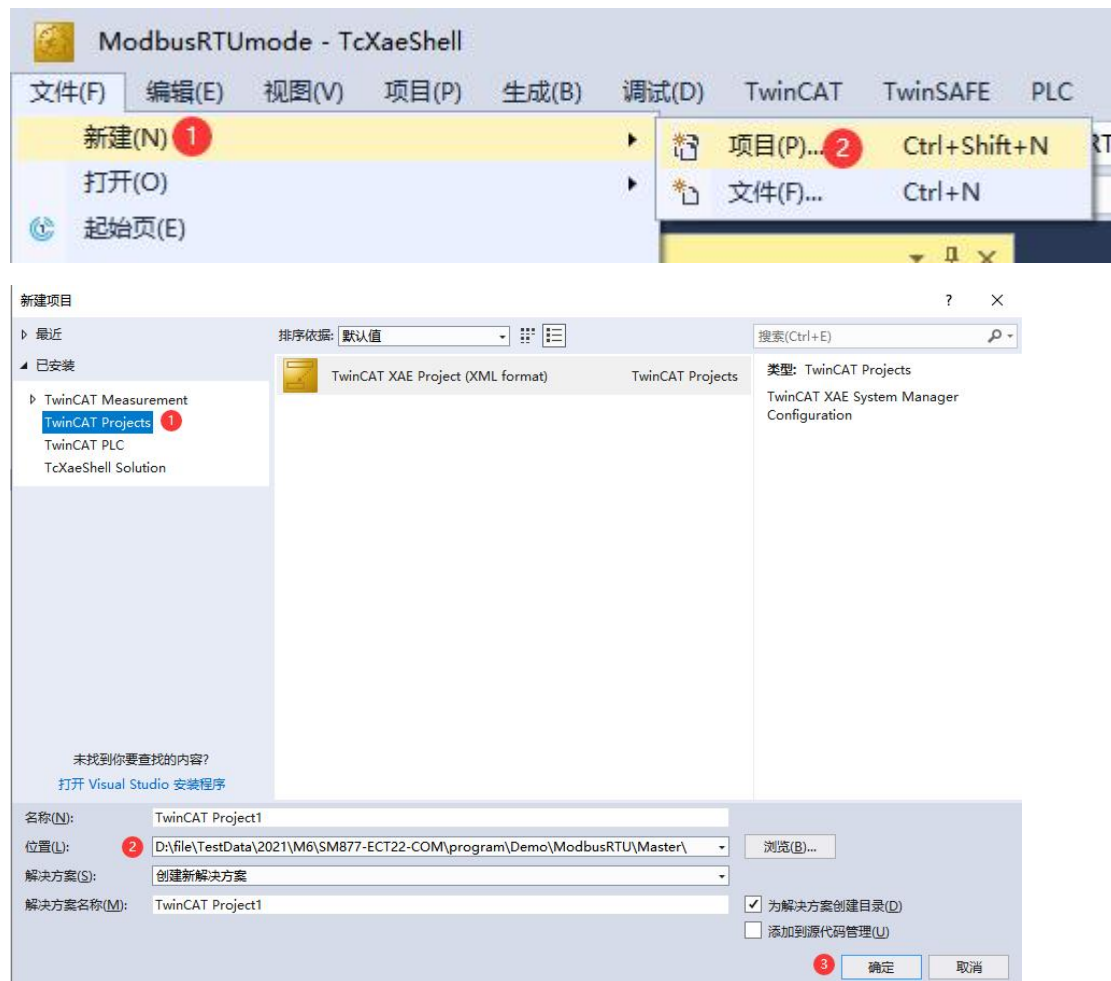 ModbusRTUmode - TcXaeShell
文件(F) 编辑(E) 视图(V) 项目(P) 生成(B) 调试(D) TwinCAT TwinSAFE PLC
新建(N) 1 项目(P)... 2 Ctrl+Shift+N RT
打开(O) 文件(F)... Ctrl+N
起始页(E)
新建项目 ? ×
最近 排序依据: 默认值 搜索(Ctrl+E)
已安装
TwinCAT XAE Project (XML format) TwinCAT Projects 类型: TwinCAT Projects
TwinCAT Measurement TwinCAT XAE System Manager
TwinCAT Projects 1 Configuration
TwinCAT PLC
TcXaeShell Solution
未找到你要查找的内容?
打开 Visual Studio 安装程序
名称(N): TwinCAT Project1
位置(L): 2 D:\file\TestData\2021\M6\SM877-ECT22-COM\program\Demo\ModbusRTU\Master\ 浏览(B)...
解决方案(S): 创建新解决方案
解决方案名称(M): TwinCAT Project1 为解决方案创建目录(D)
添加到源代码管理(U)
3 确定 取消